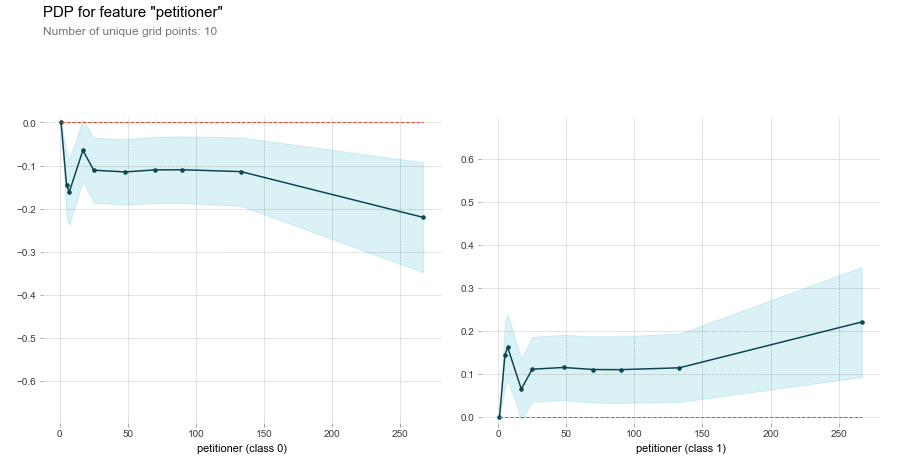 PDP for feature "petitioner"
Number of unique grid points: 10
0.0
−0.1
−0.2
−0.3
−0.4
−0.5
−0.6
0 50 100 150 200 250
petitioner (class 0)
0.6
0.5
0.4
0.3
0.2
0.1
0.0
0 50 100 150 200 250
petitioner (class 1)